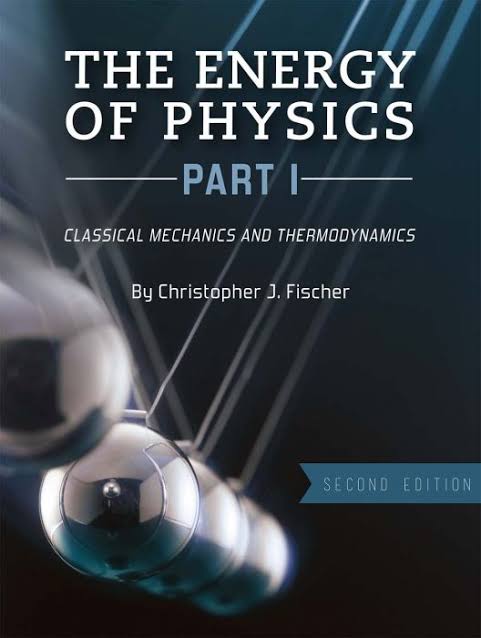 THE ENERGY
OF PHYSICS
PART I
CLASSICAL MECHANICS AND THERMODYNAMICS
By Christopher J. Fischer
SECOND EDITION